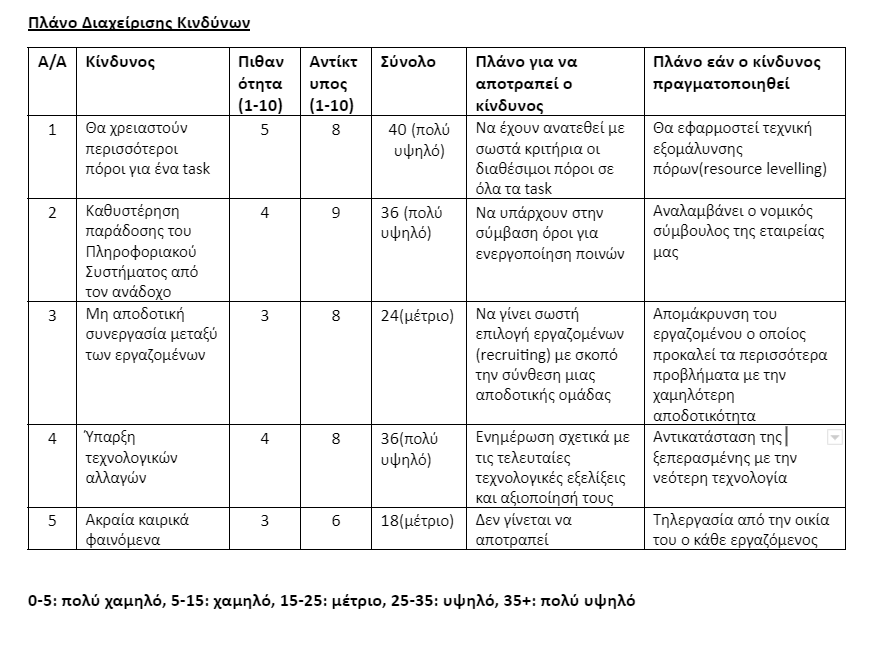 Πλάνο Διαχείρισης Κινδύνων
Α/Α Κίνδυνος Πιθαν Αντίκτ Σύνολο Πλάνο για να Πλάνο εάν ο κίνδυνος
ότητα υπος αποτραπεί ο πραγματοποιηθεί
(1-10) (1-10) κίνδυνος
1 Θα χρειαστούν 5 8 40 (πολύ Να έχουν ανατεθεί με Θα εφαρμοστεί τεχνική
περισσότεροι υψηλό) σωστά κριτήρια οι εξομάλυνσης
πόροι για ένα task διαθέσιμοι πόροι σε πόρων(resource levelling)
όλα τα task
2 Καθυστέρηση 4 9 36 (πολύ Να υπάρχουν στην Αναλαμβάνει ο νομικός
παράδοσης του υψηλό) σύμβαση όροι για σύμβουλος της εταιρείας
Πληροφοριακού ενεργοποίηση ποινών μας
Συστήματος από
τον ανάδοχο
3 Μη αποδοτική 3 8 24(μέτριο) Να γίνει σωστή Απομάκρυνση του
συνεργασία μεταξύ επιλογή εργαζομένων εργαζομένου ο οποίος
των εργαζομένων (recruiting) με σκοπό προκαλεί τα περισσότερα
την σύνθεση μιας προβλήματα με την
αποδοτικής ομάδας χαμηλότερη
αποδοτικότητα
4 Ύπαρξη 4 8 36(πολύ Ενημέρωση σχετικά με Αντικατάσταση της
τεχνολογικών υψηλό) τις τελευταίες ξεπερασμένης με την
αλλαγών τεχνολογικές εξελίξεις νεότερη τεχνολογία
και αξιοποίησή τους
5 Ακραία καιρικά 3 6 18(μέτριο) Δεν γίνεται να Τηλεργασία από την οικία
φαινόμενα αποτραπεί του ο κάθε εργαζόμενος
0-5: πολύ χαμηλό, 5-15: χαμηλό, 15-25: μέτριο, 25-35: υψηλό, 35+: πολύ υψηλό